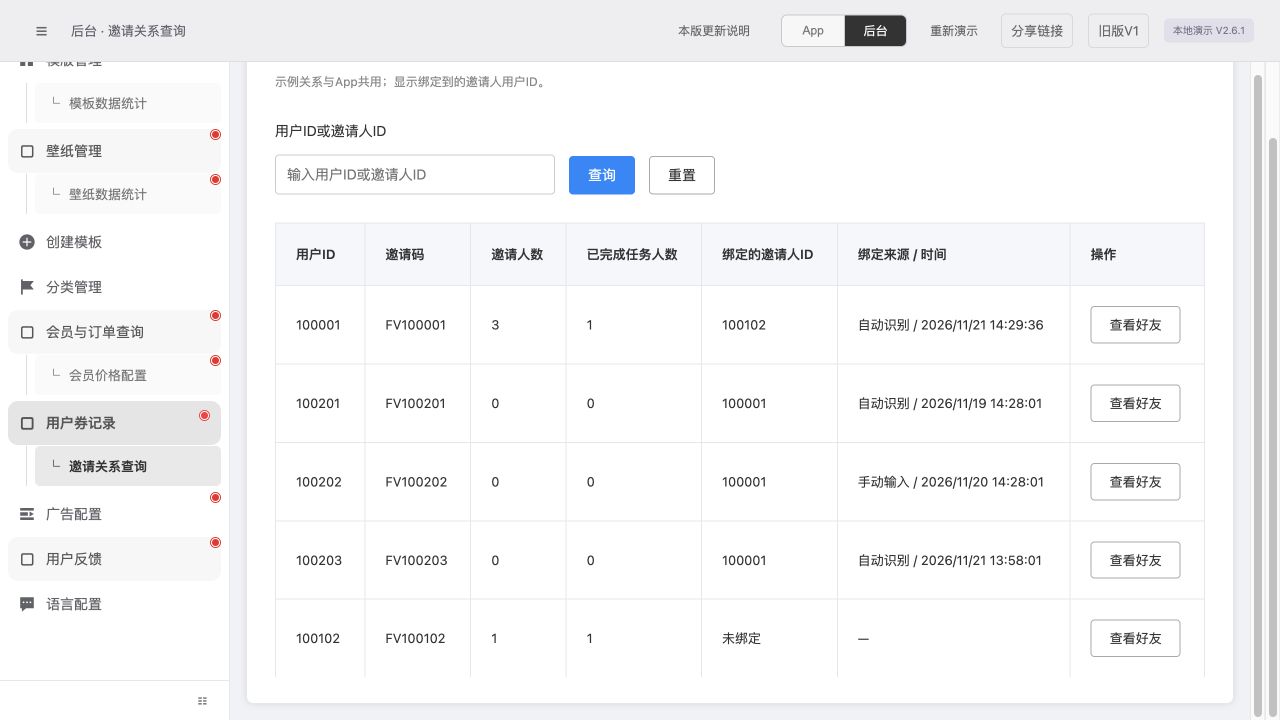 后台 · 邀请关系查询
本版更新说明
App
后台
重新演示
分享链接
旧版V1
本地演示 V2.6.1
模版管理
模板数据统计
壁纸管理
壁纸数据统计
创建模板
分类管理
会员与订单查询
会员价格配置
用户券记录
邀请关系查询
广告配置
用户反馈
语言配置
示例关系与App共用；显示绑定到的邀请人用户ID。
用户ID或邀请人ID
输入用户ID或邀请人ID 查询 重置
用户ID 邀请码 邀请人数 已完成任务人数 绑定的邀请人ID 绑定来源 / 时间 操作
100001 FV100001 3 1 100102 自动识别 / 2026/11/21 14:29:36 查看好友
100201 FV100201 0 0 100001 自动识别 / 2026/11/19 14:28:01 查看好友
100202 FV100202 0 0 100001 手动输入 / 2026/11/20 14:28:01 查看好友
100203 FV100203 0 0 100001 自动识别 / 2026/11/21 13:58:01 查看好友
100102 FV100102 1 1 未绑定 — 查看好友